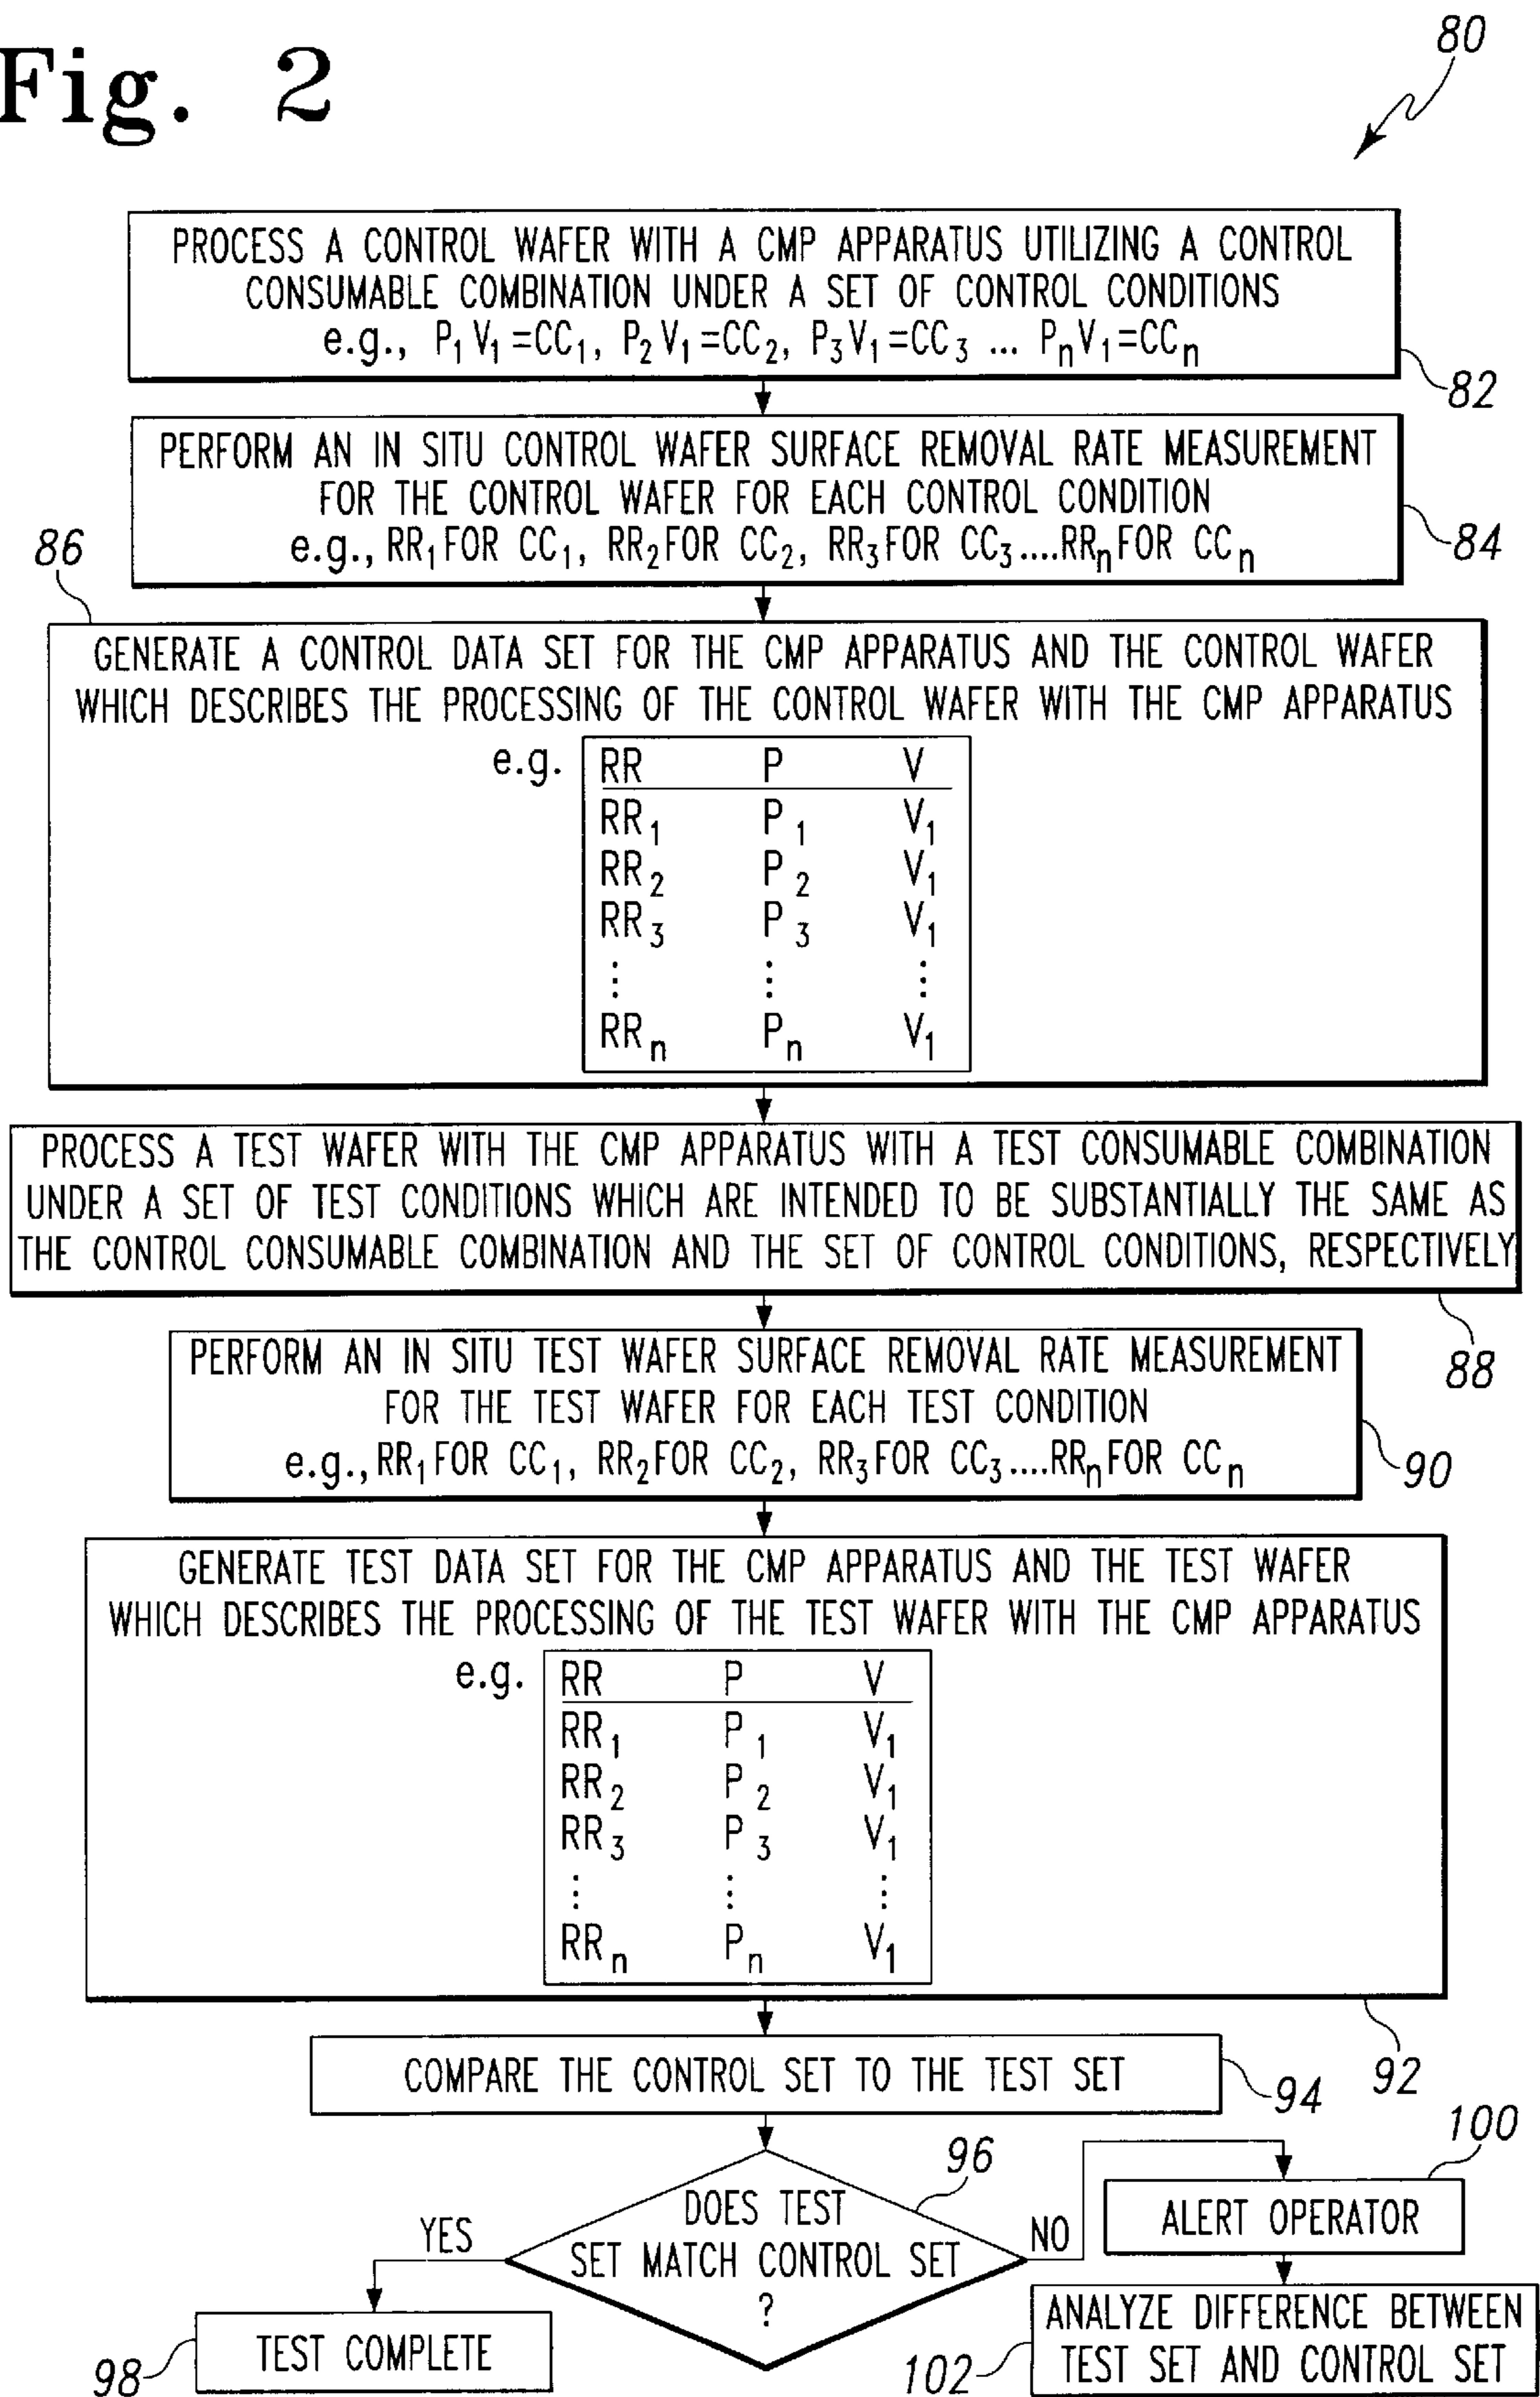 Fig. 2
80
PROCESS A CONTROL WAFER WITH A CMP APPARATUS UTILIZING A CONTROL
CONSUMABLE COMBINATION UNDER A SET OF CONTROL CONDITIONS
e.g., P₁V₁=CC₁, P₂V₁=CC₂, P₃V₁=CC₃ ... PₙV₁=CCₙ
82
PERFORM AN IN SITU CONTROL WAFER SURFACE REMOVAL RATE MEASUREMENT
FOR THE CONTROL WAFER FOR EACH CONTROL CONDITION
e.g., RR₁ FOR CC₁, RR₂ FOR CC₂, RR₃ FOR CC₃....RRₙ FOR CCₙ
84
86
GENERATE A CONTROL DATA SET FOR THE CMP APPARATUS AND THE CONTROL WAFER
WHICH DESCRIBES THE PROCESSING OF THE CONTROL WAFER WITH THE CMP APPARATUS
e.g. RR P V
RR₁ P₁ V₁
RR₂ P₂ V₁
RR₃ P₃ V₁
⋮ ⋮ ⋮
RRₙ Pₙ V₁
PROCESS A TEST WAFER WITH THE CMP APPARATUS WITH A TEST CONSUMABLE COMBINATION
UNDER A SET OF TEST CONDITIONS WHICH ARE INTENDED TO BE SUBSTANTIALLY THE SAME AS
THE CONTROL CONSUMABLE COMBINATION AND THE SET OF CONTROL CONDITIONS, RESPECTIVELY
88
PERFORM AN IN SITU TEST WAFER SURFACE REMOVAL RATE MEASUREMENT
FOR THE TEST WAFER FOR EACH TEST CONDITION
e.g., RR₁ FOR CC₁, RR₂ FOR CC₂, RR₃ FOR CC₃....RRₙ FOR CCₙ
90
GENERATE TEST DATA SET FOR THE CMP APPARATUS AND THE TEST WAFER
WHICH DESCRIBES THE PROCESSING OF THE TEST WAFER WITH THE CMP APPARATUS
e.g. RR P V
RR₁ P₁ V₁
RR₂ P₂ V₁
RR₃ P₃ V₁
⋮ ⋮ ⋮
RRₙ Pₙ V₁
92
COMPARE THE CONTROL SET TO THE TEST SET
94
96
DOES TEST
SET MATCH CONTROL SET
?
YES
NO
100
ALERT OPERATOR
98
TEST COMPLETE
102
ANALYZE DIFFERENCE BETWEEN
TEST SET AND CONTROL SET